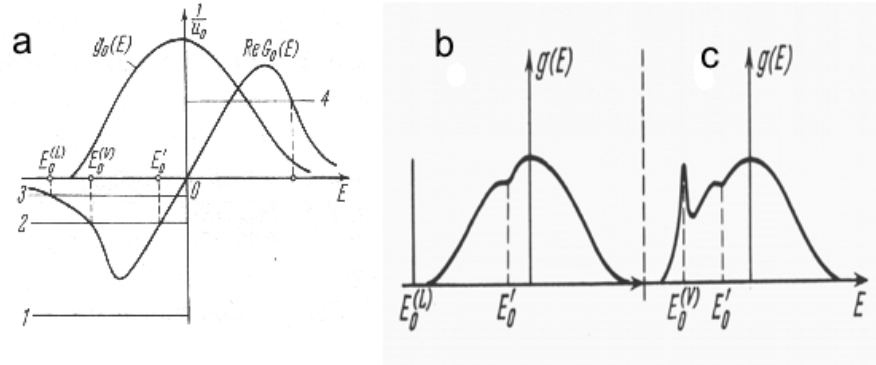 a
1/u₀
g₀(E)
Re G₀(E)
4
E₀⁽ᴸ⁾
E₀⁽ⱽ⁾
E₀′
0
E
3
2
1
b
g(E)
c
g(E)
E₀⁽ᴸ⁾
E₀′
E₀⁽ⱽ⁾
E₀′
E